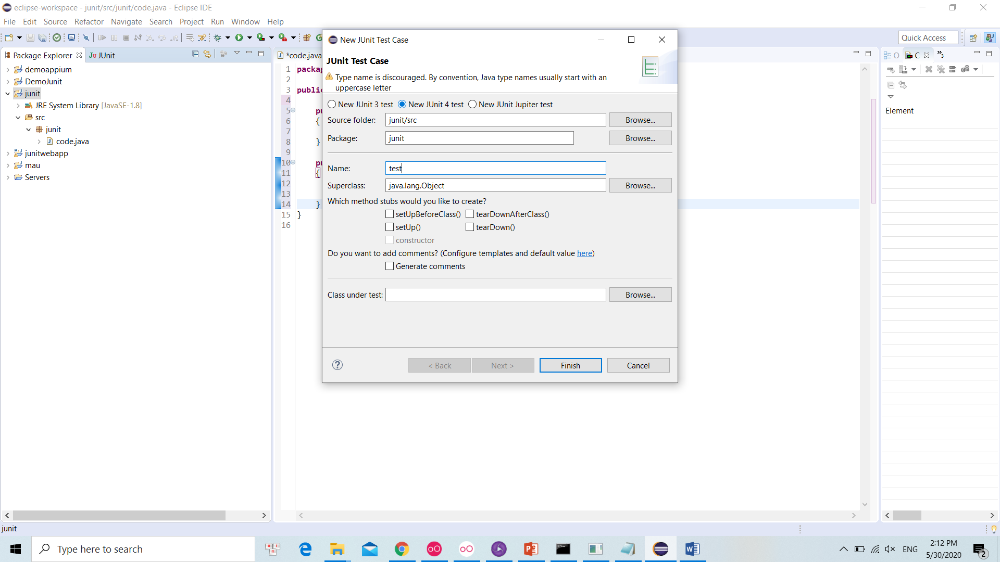 eclipse-workspace - junit/src/junit/code.java - Eclipse IDE
File Edit Source Refactor Navigate Search Project Run Window Help
Quick Access
Package Explorer
JUnit
demoappium
DemoJunit
junit
JRE System Library [JavaSE-1.8]
src
junit
code.java
junitwebapp
mau
Servers
*code.java
1 packag
2
3 public
4
5 pu
6 {
7
8 }
9
10 pu
11 {
12
13
14 }
15 }
16
New JUnit Test Case
JUnit Test Case
Type name is discouraged. By convention, Java type names usually start with an
uppercase letter
New JUnit 3 test New JUnit 4 test New JUnit Jupiter test
Source folder: junit/src Browse...
Package: junit Browse...
Name: test
Superclass: java.lang.Object Browse...
Which method stubs would you like to create?
setUpBeforeClass() tearDownAfterClass()
setUp() tearDown()
constructor
Do you want to add comments? (Configure templates and default value here)
Generate comments
Class under test: Browse...
< Back Next > Finish Cancel
O C 3
Element
junit
Type here to search
ENG
2:12 PM
5/30/2020
2